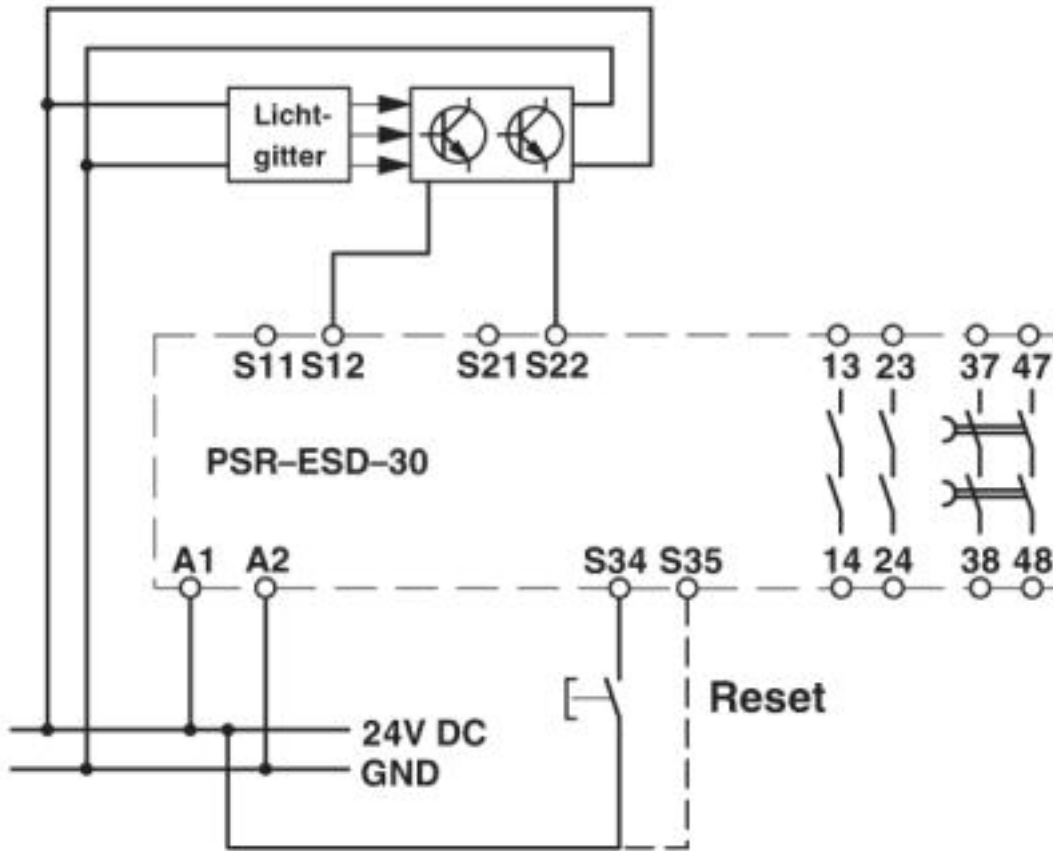 Licht-
gitter
S11 S12 S21 S22 13 23 37 47
PSR–ESD–30
A1 A2 S34 S35 14 24 38 48
Reset
24V DC
GND